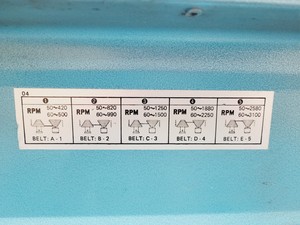 04
1 2 3 4 5
RPM 50~420 RPM 50~820 RPM 50~1250 RPM 50~1880 RPM 50~2580
60~500 60~990 60~1500 60~2250 60~3100
BELT: A-1 BELT: B-2 BELT: C-3 BELT: D-4 BELT: E-5